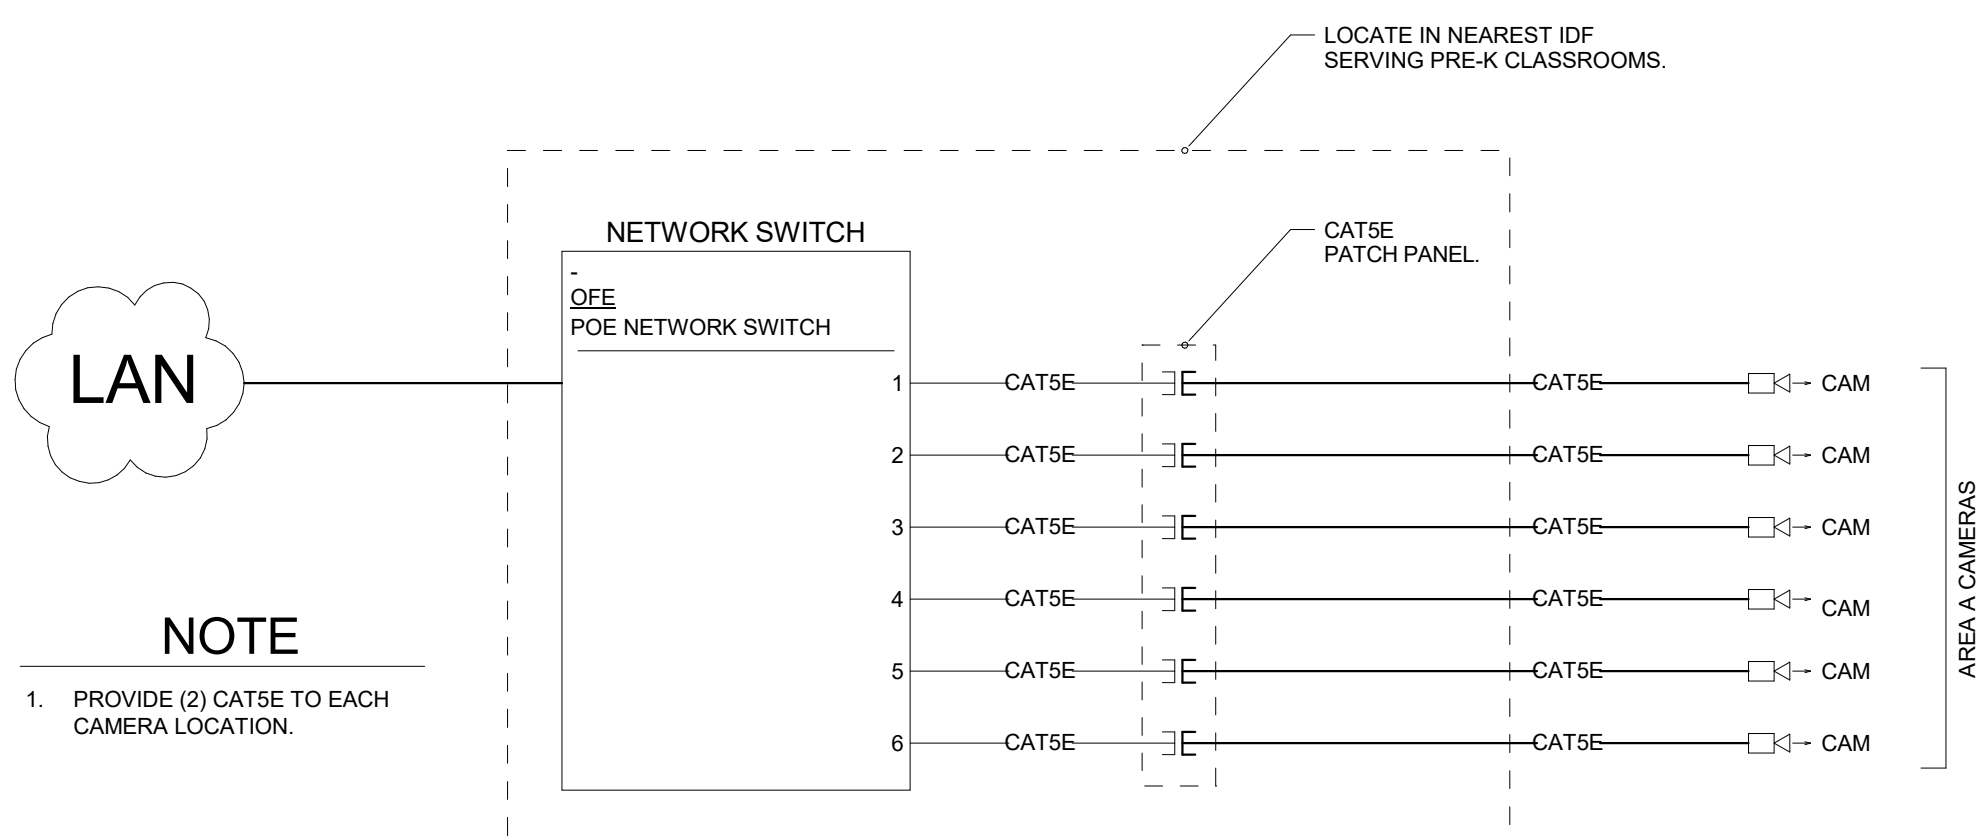 LOCATE IN NEAREST IDF
SERVING PRE-K CLASSROOMS.
NETWORK SWITCH
CAT5E
PATCH PANEL.
-
OFE
POE NETWORK SWITCH
LAN
1 CAT5E CAT5E CAM
2 CAT5E CAT5E CAM
3 CAT5E CAT5E CAM
4 CAT5E CAT5E CAM
5 CAT5E CAT5E CAM
6 CAT5E CAT5E CAM
AREA A CAMERAS
NOTE
1. PROVIDE (2) CAT5E TO EACH
CAMERA LOCATION.